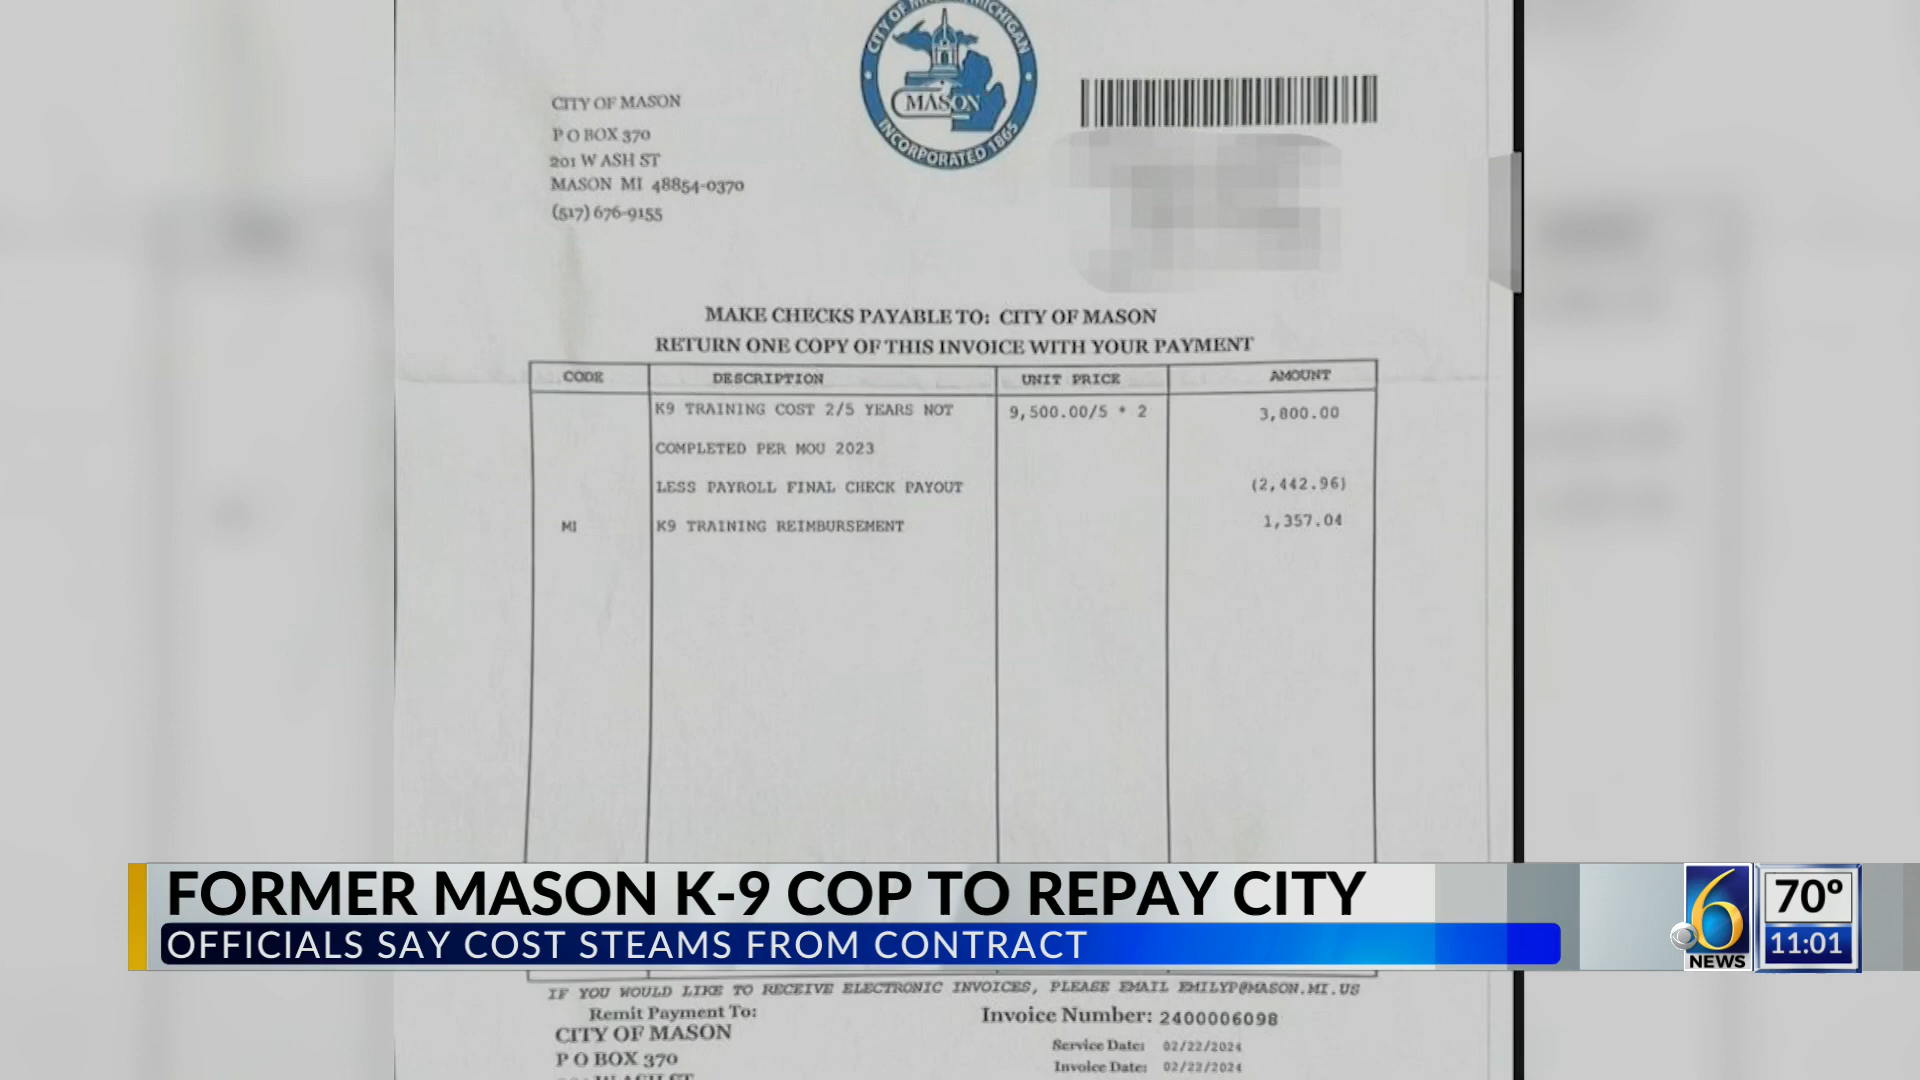 CITY OF MASON, MICHIGAN
MASON
INCORPORATED 1865
CITY OF MASON
P O BOX 370
201 W ASH ST
MASON MI 48854-0370
(517) 676-9155
MAKE CHECKS PAYABLE TO: CITY OF MASON
RETURN ONE COPY OF THIS INVOICE WITH YOUR PAYMENT
CODE DESCRIPTION UNIT PRICE AMOUNT
K9 TRAINING COST 2/5 YEARS NOT 9,500.00/5 * 2 3,800.00
COMPLETED PER MOU 2023
LESS PAYROLL FINAL CHECK PAYOUT (2,442.96)
MI K9 TRAINING REIMBURSEMENT 1,357.04
FORMER MASON K-9 COP TO REPAY CITY
OFFICIALS SAY COST STEAMS FROM CONTRACT
6
NEWS
70°
11:01
IF YOU WOULD LIKE TO RECEIVE ELECTRONIC INVOICES, PLEASE EMAIL EMILYP@MASON.MI.US
Remit Payment To:
CITY OF MASON
P O BOX 370
Invoice Number: 2400006098
Service Date: 02/22/2024
Invoice Date: 02/22/2024